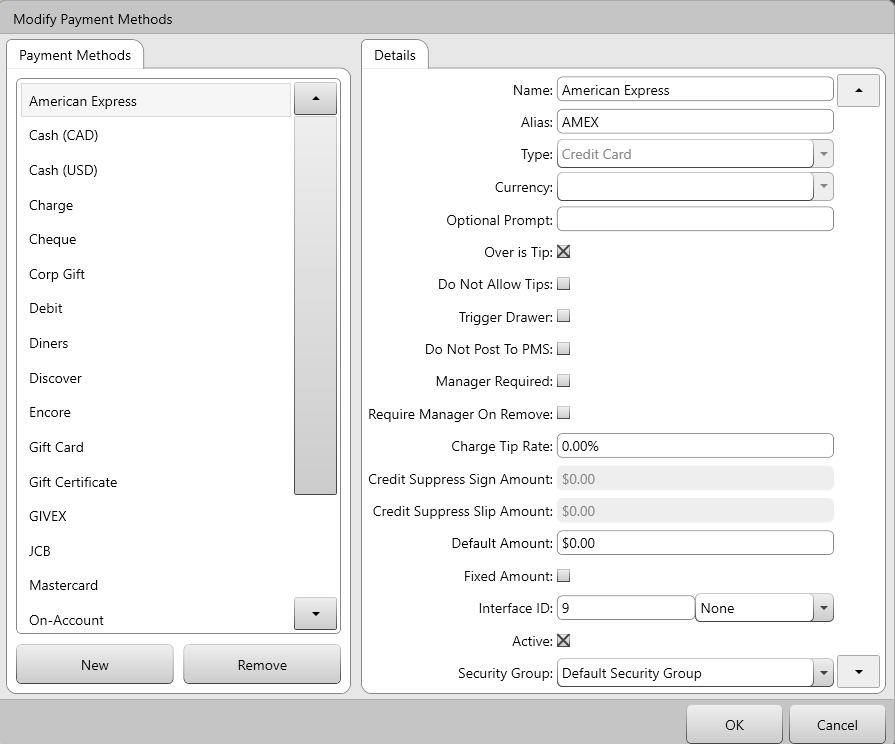 Modify Payment Methods
Payment Methods
American Express
Cash (CAD)
Cash (USD)
Charge
Cheque
Corp Gift
Debit
Diners
Discover
Encore
Gift Card
Gift Certificate
GIVEX
JCB
Mastercard
On-Account
New
Remove
Details
Name: American Express
Alias: AMEX
Type: Credit Card
Currency:
Optional Prompt:
Over is Tip:
Do Not Allow Tips:
Trigger Drawer:
Do Not Post To PMS:
Manager Required:
Require Manager On Remove:
Charge Tip Rate: 0.00%
Credit Suppress Sign Amount: $0.00
Credit Suppress Slip Amount: $0.00
Default Amount: $0.00
Fixed Amount:
Interface ID: 9 None
Active:
Security Group: Default Security Group
OK
Cancel